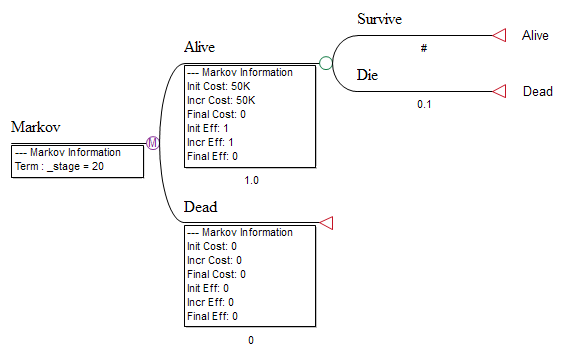 Survive
Alive
#
Alive
--- Markov Information
Init Cost: 50K
Incr Cost: 50K
Final Cost: 0
Init Eff: 1
Incr Eff: 1
Final Eff: 0
1.0
Die
Dead
0.1
Markov
M
--- Markov Information
Term : _stage = 20
Dead
--- Markov Information
Init Cost: 0
Incr Cost: 0
Final Cost: 0
Init Eff: 0
Incr Eff: 0
Final Eff: 0
0